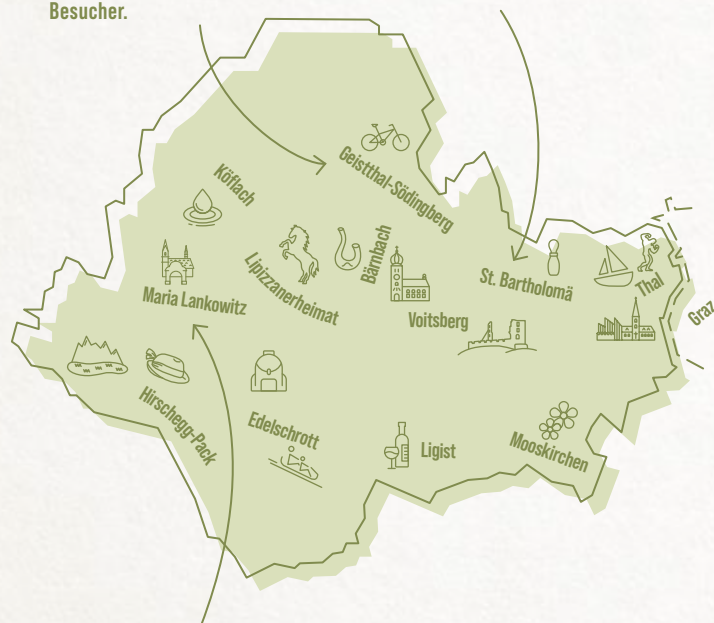 Besucher.
Geistthal-Södingberg
Köflach
Bärnbach
Lipizzanerheimat
St. Bartholomä
Thal
Graz
Maria Lankowitz
Voitsberg
Hirschegg-Pack
Edelschrott
Ligist
Mooskirchen